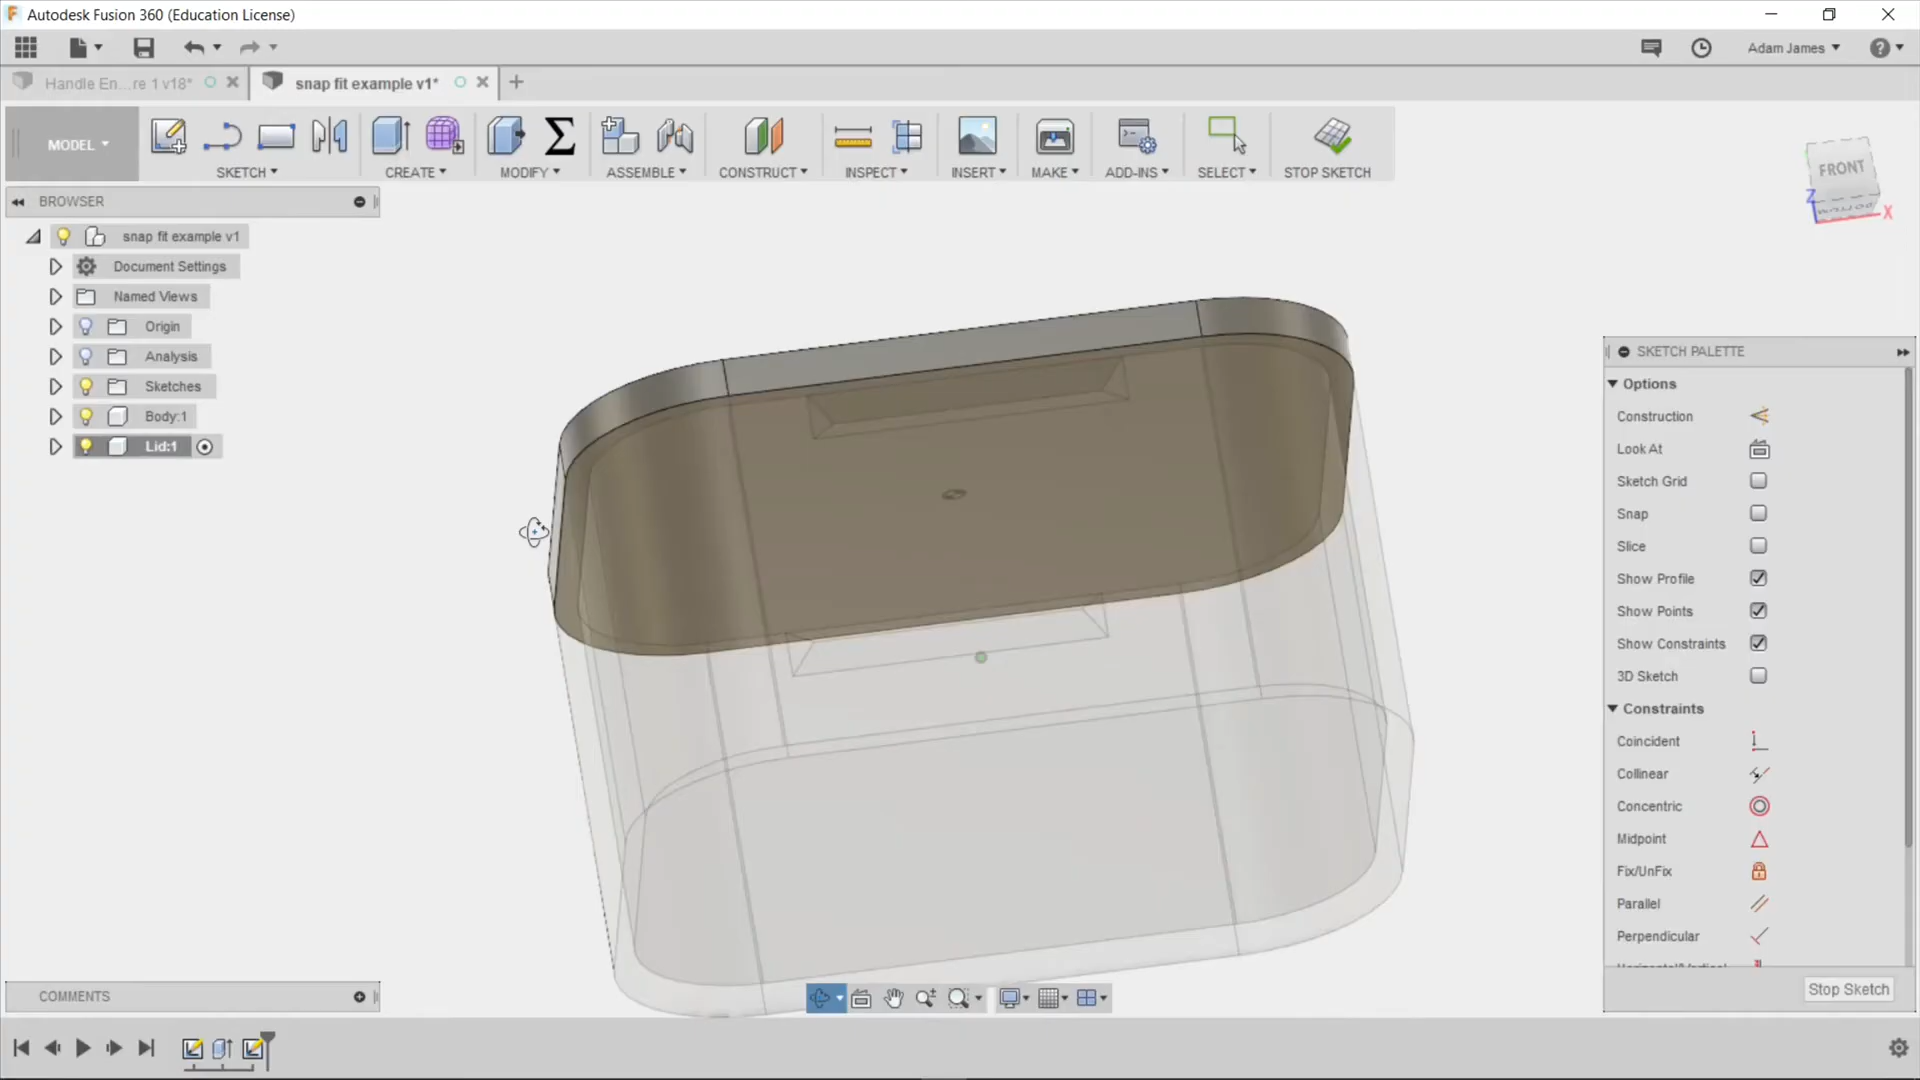 Autodesk Fusion 360 (Education License)
Adam James
Handle En...re 1 v18*
snap fit example v1*
MODEL
SKETCH
CREATE
MODIFY
ASSEMBLE
CONSTRUCT
INSPECT
INSERT
MAKE
ADD-INS
SELECT
STOP SKETCH
FRONT
Z
X
BROWSER
snap fit example v1
Document Settings
Named Views
Origin
Analysis
Sketches
Body:1
Lid:1
SKETCH PALETTE
Options
Construction
Look At
Sketch Grid
Snap
Slice
Show Profile
Show Points
Show Constraints
3D Sketch
Constraints
Coincident
Collinear
Concentric
Midpoint
Fix/UnFix
Parallel
Perpendicular
Stop Sketch
COMMENTS